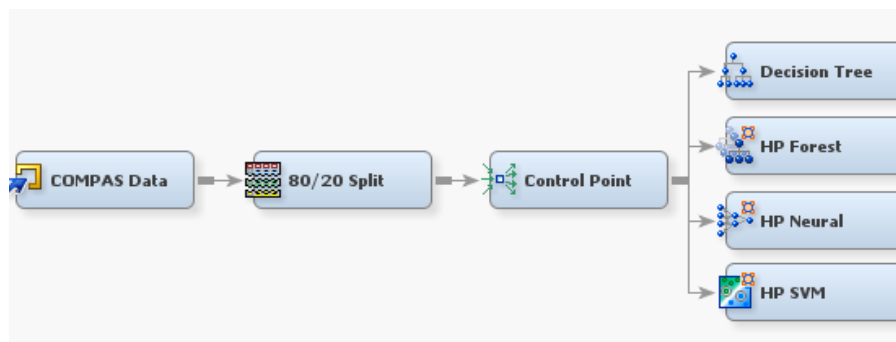 COMPAS Data
80/20 Split
Control Point
Decision Tree
HP Forest
HP Neural
HP SVM